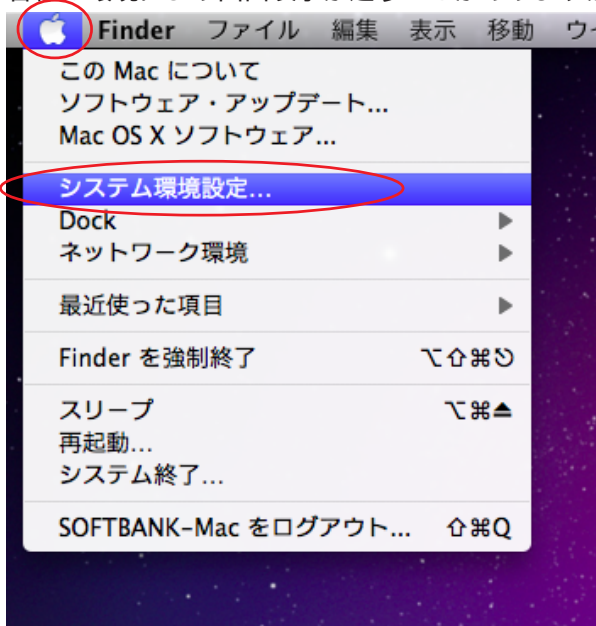 Finder ファイル 編集 表示 移動
この Mac について
ソフトウェア・アップデート...
Mac OS X ソフトウェア...
システム環境設定...
Dock ▶
ネットワーク環境 ▶
最近使った項目 ▶
Finder を強制終了 ⌥⇧⌘⎋
スリープ ⌥⌘⏏
再起動...
システム終了...
SOFTBANK-Mac をログアウト... ⇧⌘Q